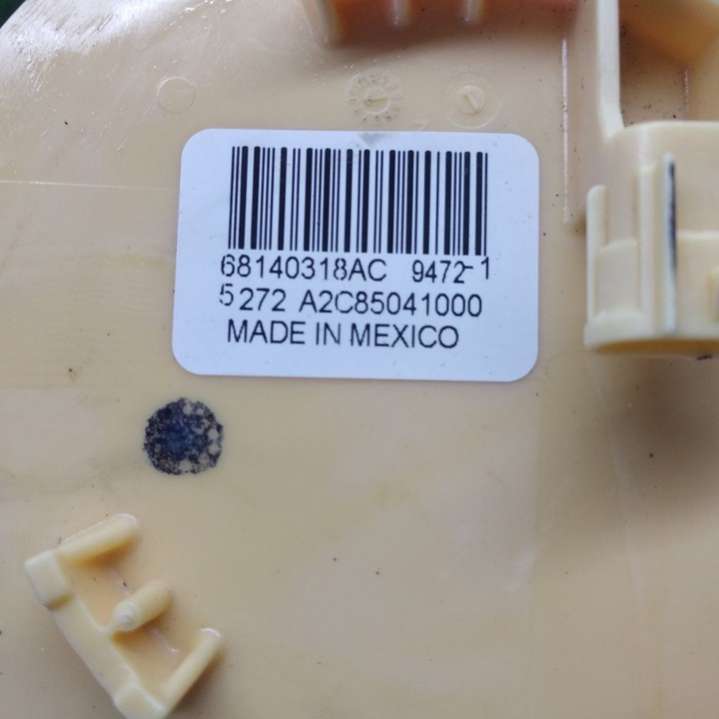 68140318AC 9472-1
5272 A2C85041000
MADE IN MEXICO